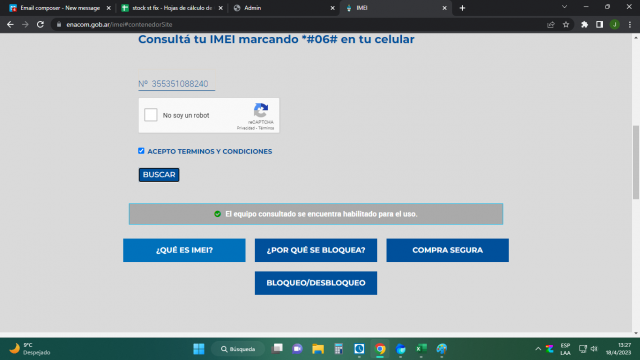 Email composer - New message
stock st fix - Hojas de cálculo de
Admin
IMEI
enacom.gob.ar/imei#contenedorSite
J
Consultá tu IMEI marcando *#06# en tu celular
Nº 355351088240
No soy un robot
reCAPTCHA
Privacidad - Términos
ACEPTO TERMINOS Y CONDICIONES
BUSCAR
El equipo consultado se encuentra habilitado para el uso.
¿QUÉ ES IMEI?
¿POR QUÉ SE BLOQUEA?
COMPRA SEGURA
BLOQUEO/DESBLOQUEO
9°C
Despejado
Búsqueda
ESP
LAA
13:27
18/4/2023